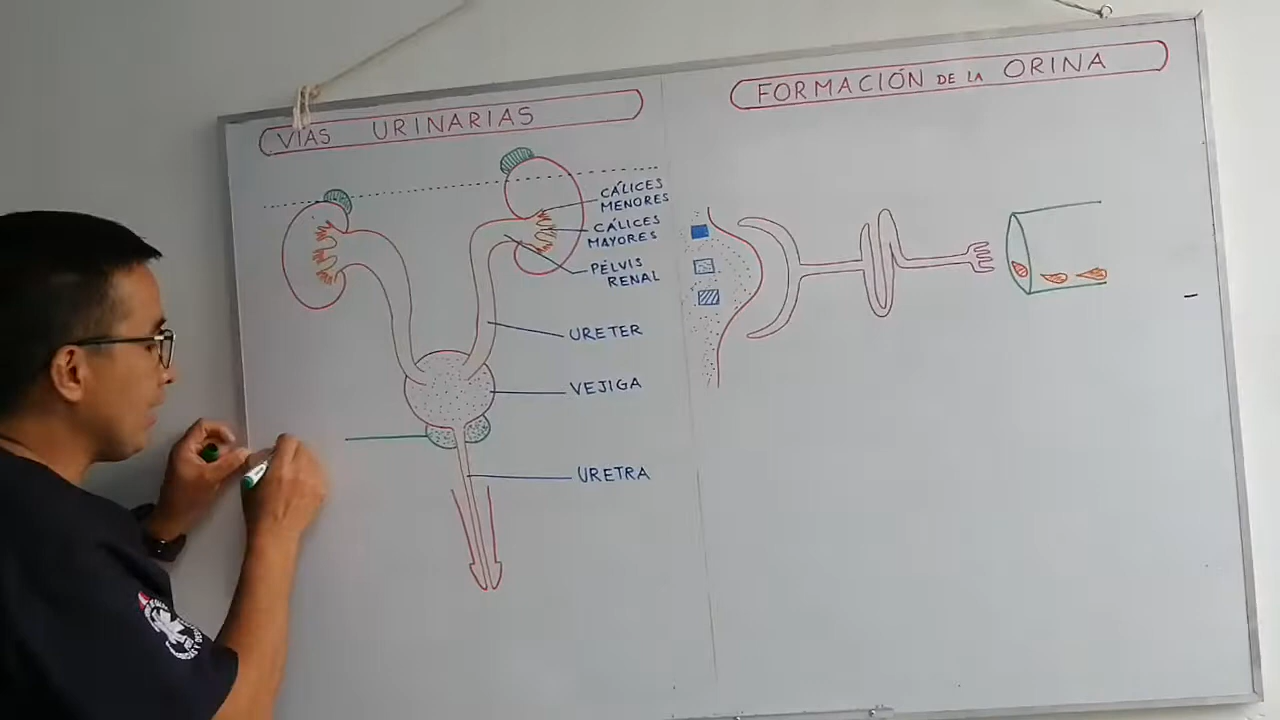 VÍAS URINARIAS
FORMACIÓN DE LA ORINA
CÁLICES
MENORES
CÁLICES
MAYORES
PELVIS
RENAL
URETER
VEJIGA
URETRA